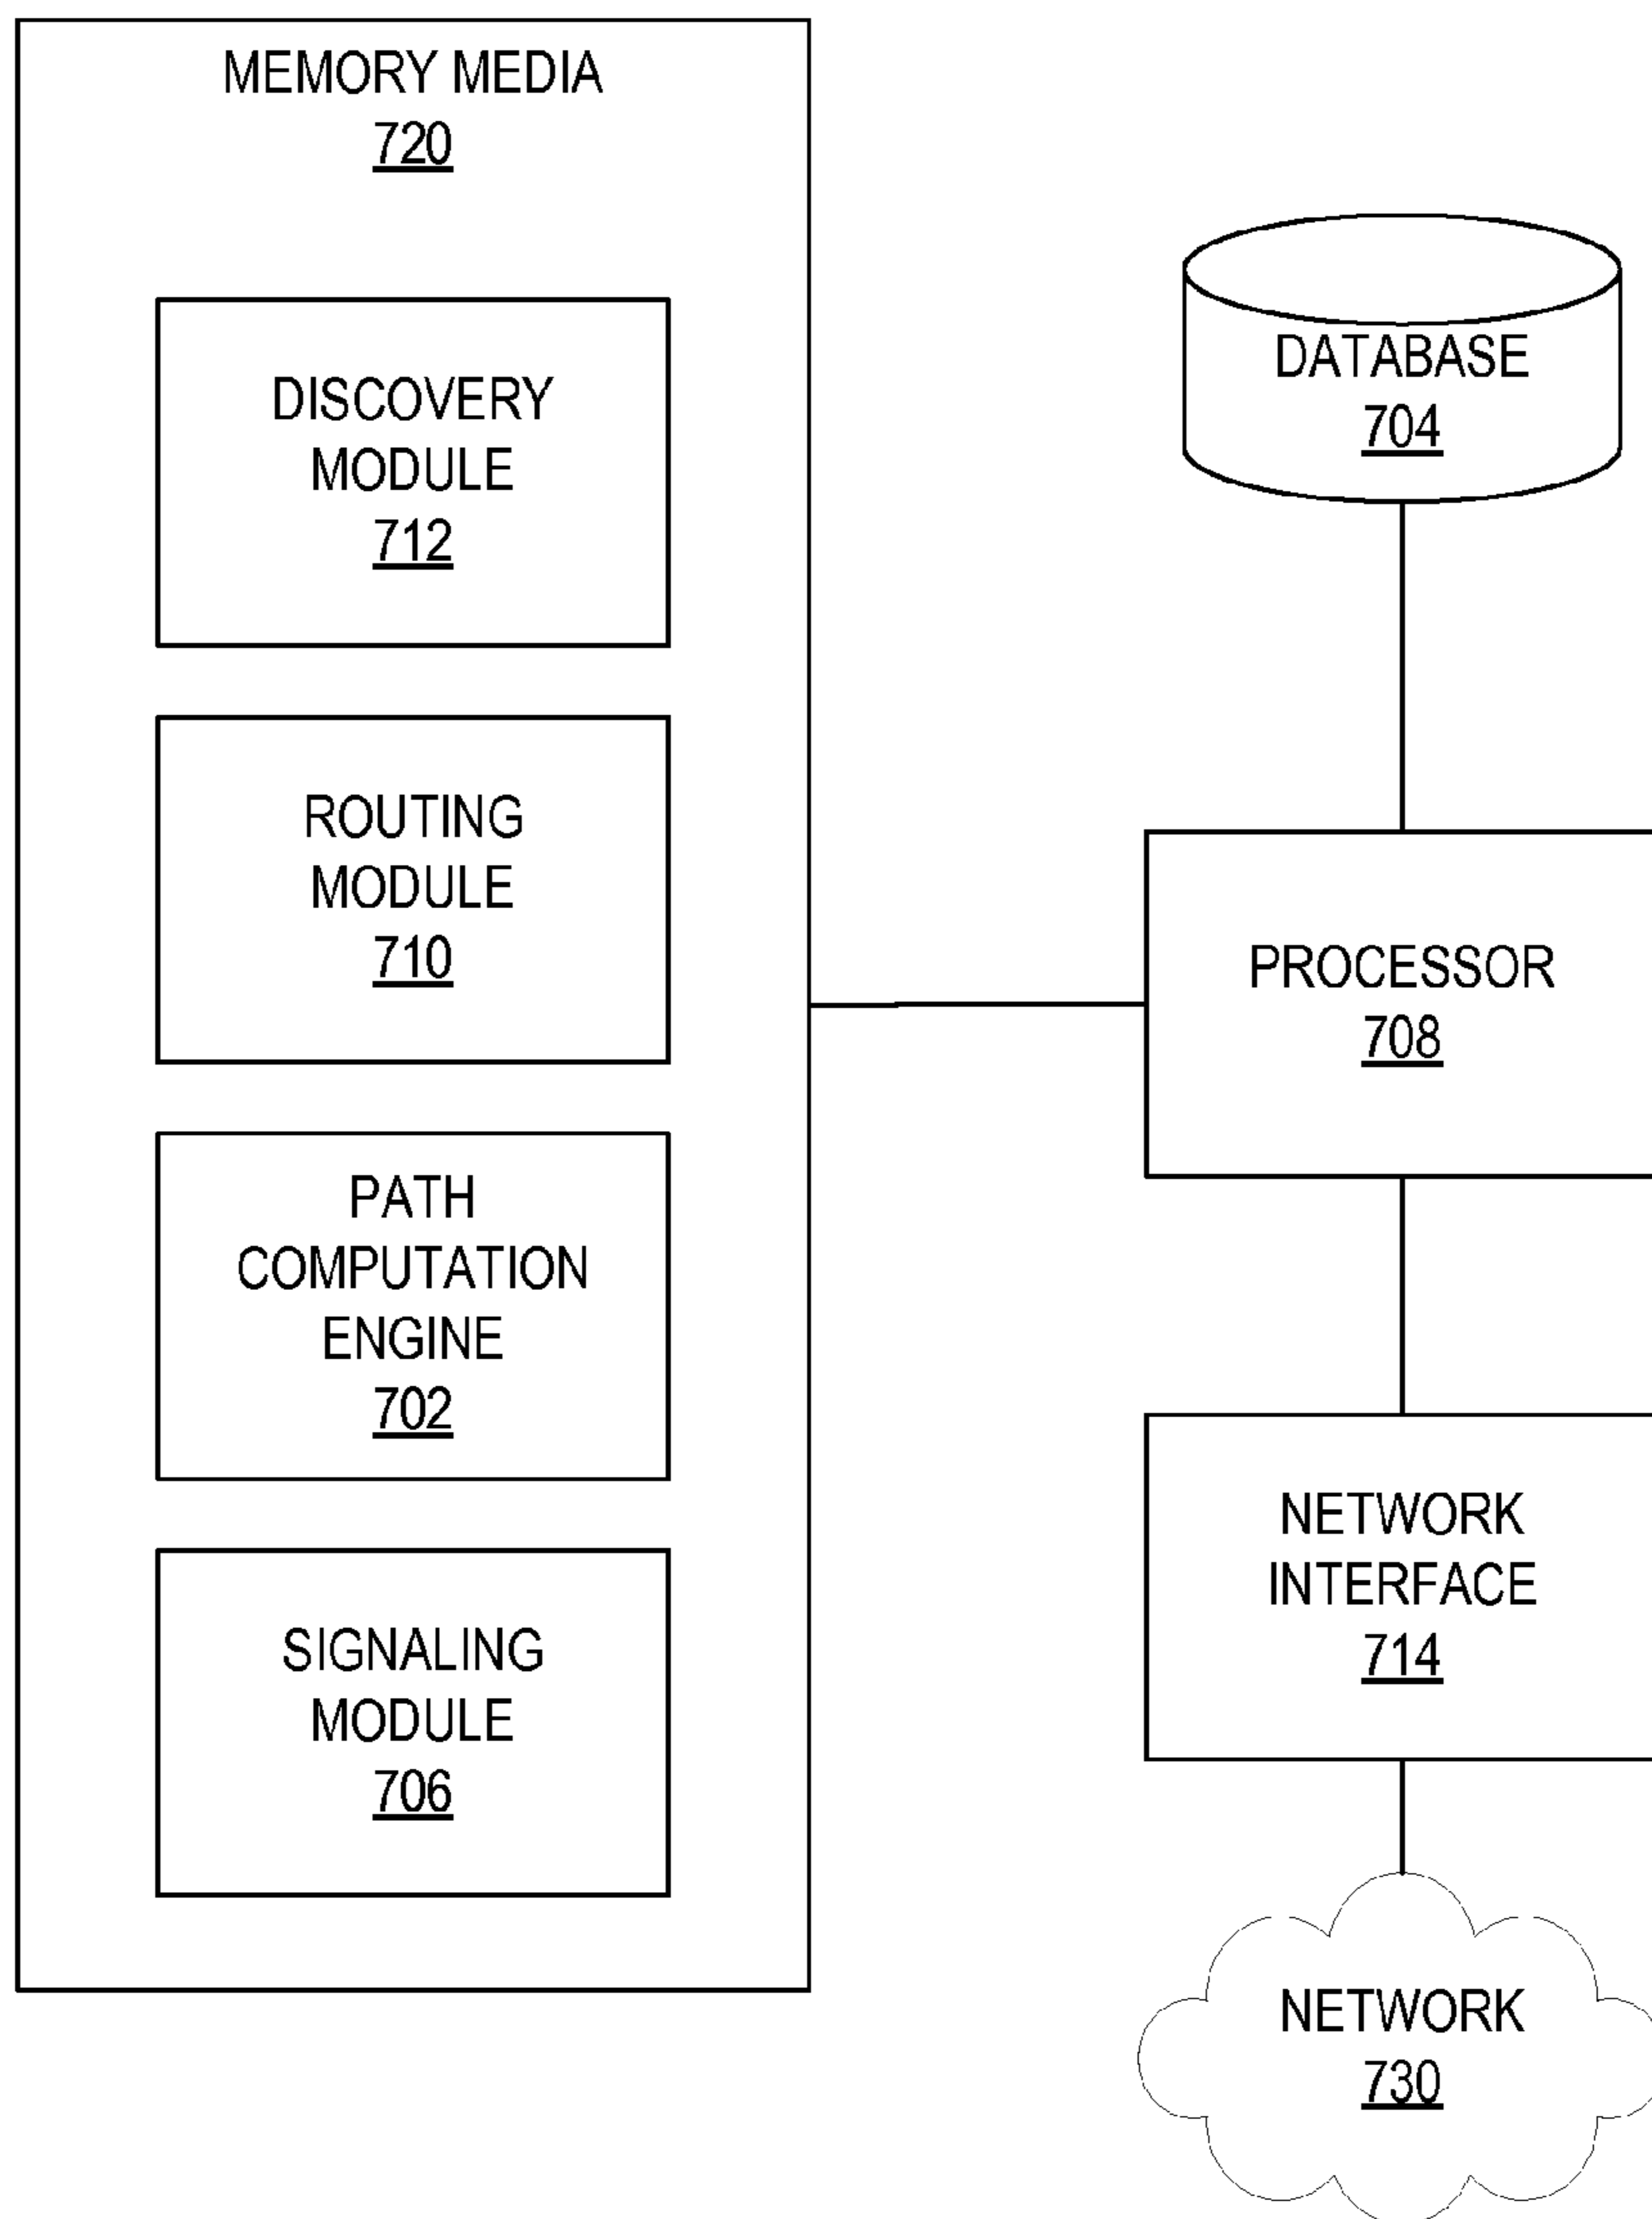 MEMORY MEDIA
720
DISCOVERY
MODULE
712
ROUTING
MODULE
710
PATH
COMPUTATION
ENGINE
702
SIGNALING
MODULE
706
DATABASE
704
PROCESSOR
708
NETWORK
INTERFACE
714
NETWORK
730